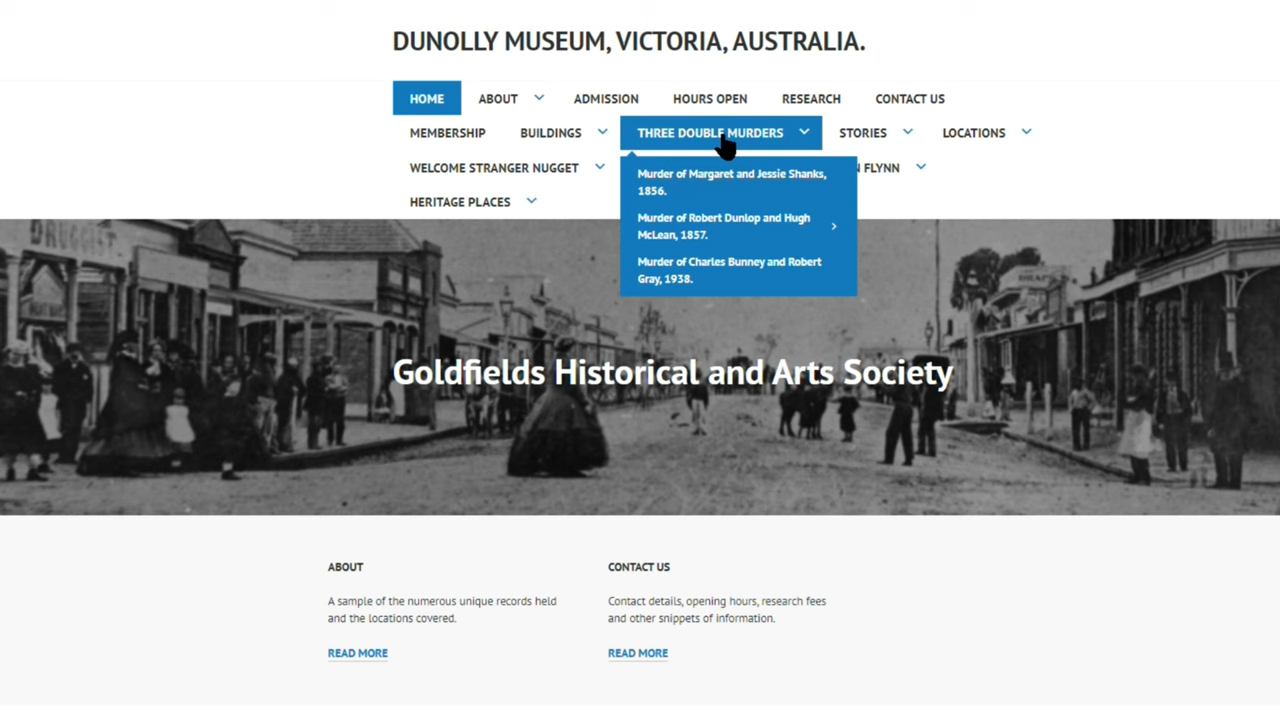 DUNOLLY MUSEUM, VICTORIA, AUSTRALIA.
HOME ABOUT ADMISSION HOURS OPEN RESEARCH CONTACT US
MEMBERSHIP BUILDINGS THREE DOUBLE MURDERS STORIES LOCATIONS
WELCOME STRANGER NUGGET FLYNN
HERITAGE PLACES
Murder of Margaret and Jessie Shanks,
1856.
Murder of Robert Dunlop and Hugh
McLean, 1857.
Murder of Charles Bunney and Robert
Gray, 1938.
DRUGGIST
Goldfields Historical and Arts Society
ABOUT
A sample of the numerous unique records held
and the locations covered.
READ MORE
CONTACT US
Contact details, opening hours, research fees
and other snippets of information.
READ MORE